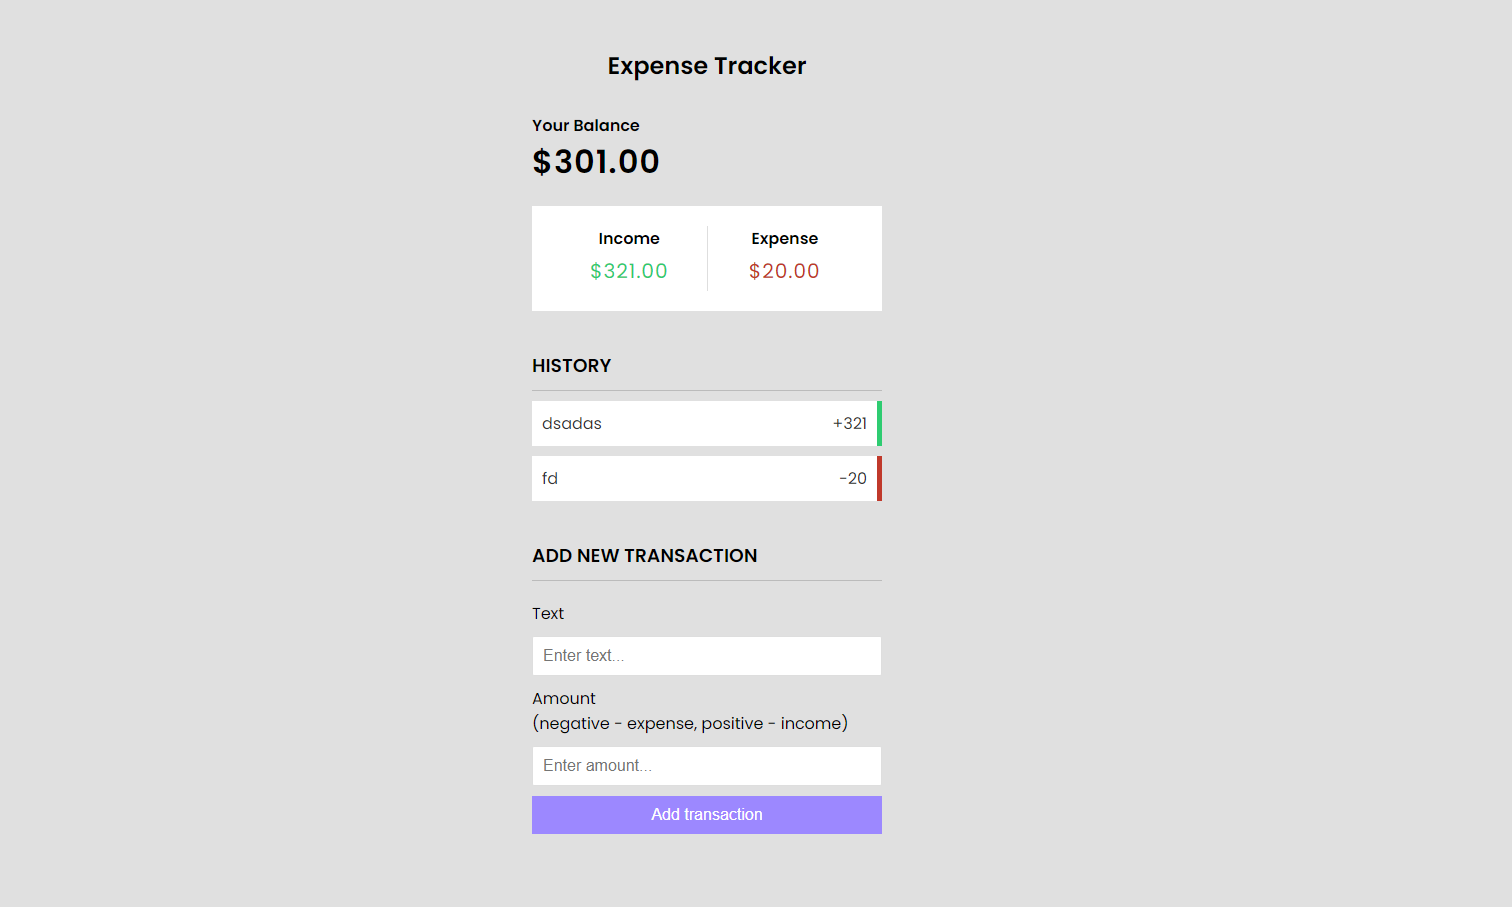 Expense Tracker
Your Balance
$301.00
Income Expense
$321.00 $20.00
HISTORY
dsadas +321
fd -20
ADD NEW TRANSACTION
Text
Enter text...
Amount
(negative - expense, positive - income)
Enter amount...
Add transaction